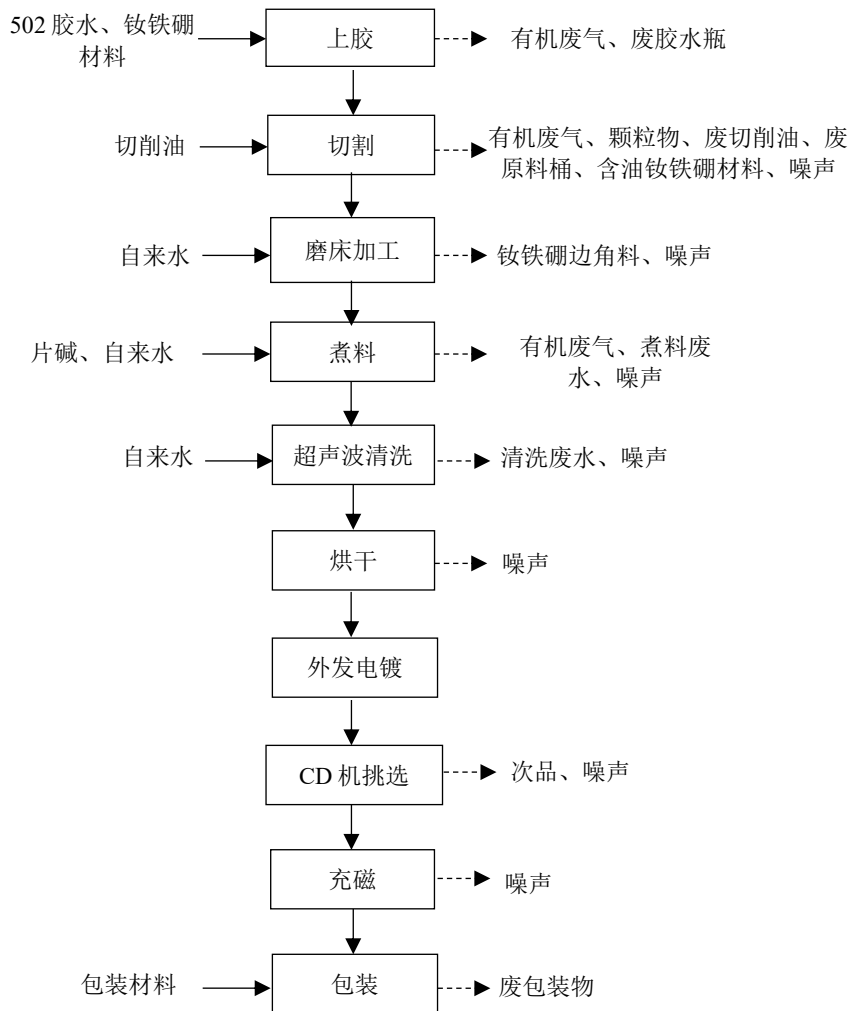 502 胶水、钕铁硼
材料
上胶
有机废气、废胶水瓶
切削油
切割
有机废气、颗粒物、废切削油、废
原料桶、含油钕铁硼材料、噪声
自来水
磨床加工
钕铁硼边角料、噪声
片碱、自来水
煮料
有机废气、煮料废
水、噪声
自来水
超声波清洗
清洗废水、噪声
烘干
噪声
外发电镀
CD 机挑选
次品、噪声
充磁
噪声
包装材料
包装
废包装物